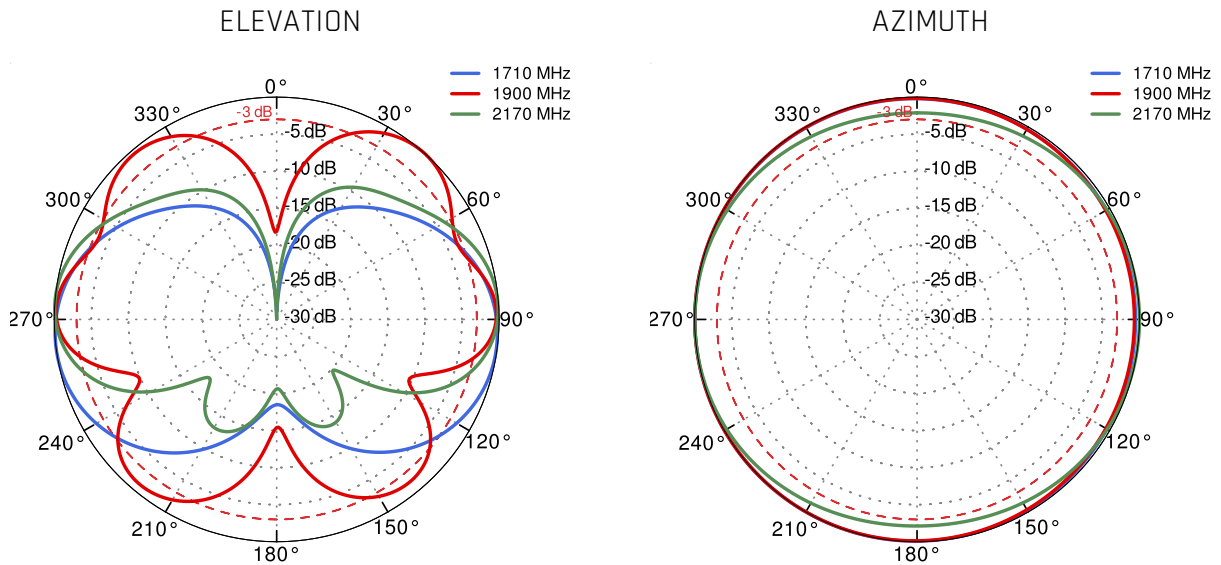 ELEVATION
1710 MHz
1900 MHz
2170 MHz
0°
330°
30°
-3 dB
-5 dB
-10 dB
300°
60°
-15 dB
-20 dB
-25 dB
270°
-30 dB
90°
240°
120°
210°
150°
180°
AZIMUTH
1710 MHz
1900 MHz
2170 MHz
0°
330°
30°
-3 dB
-5 dB
-10 dB
300°
60°
-15 dB
-20 dB
-25 dB
270°
-30 dB
90°
240°
120°
210°
150°
180°